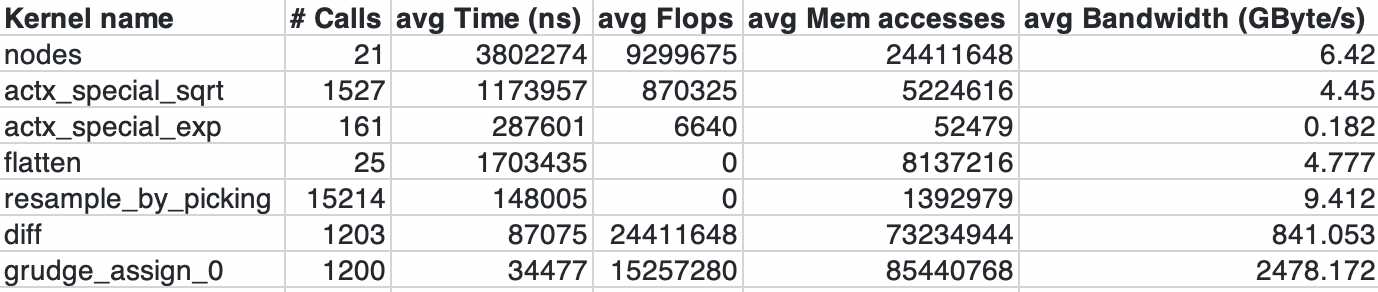 Kernel name # Calls avg Time (ns) avg Flops avg Mem accesses avg Bandwidth (GByte/s)
nodes 21 3802274 9299675 24411648 6.42
actx_special_sqrt 1527 1173957 870325 5224616 4.45
actx_special_exp 161 287601 6640 52479 0.182
flatten 25 1703435 0 8137216 4.777
resample_by_picking 15214 148005 0 1392979 9.412
diff 1203 87075 24411648 73234944 841.053
grudge_assign_0 1200 34477 15257280 85440768 2478.172